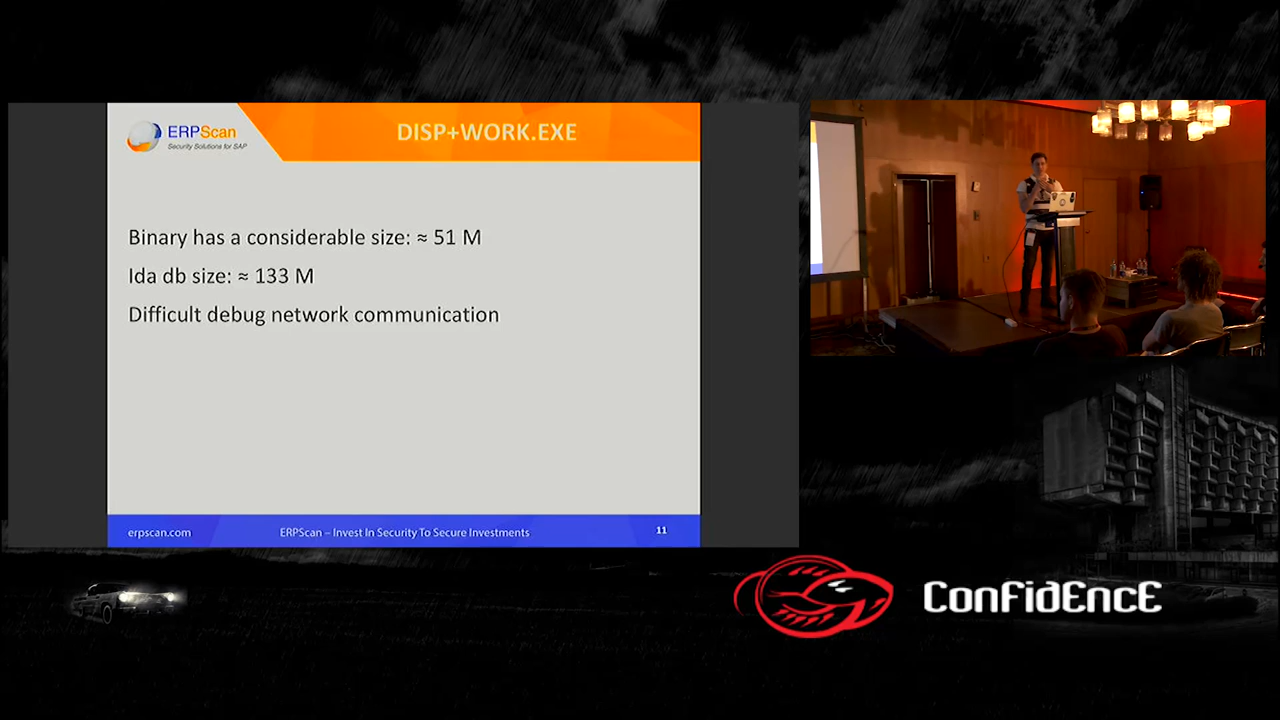 ERPScan
Security Solutions for SAP
DISP+WORK.EXE
Binary has a considerable size: ≈ 51 M
Ida db size: ≈ 133 M
Difficult debug network communication
erpscan.com
ERPScan – Invest In Security To Secure Investments
11
ConFidEncE